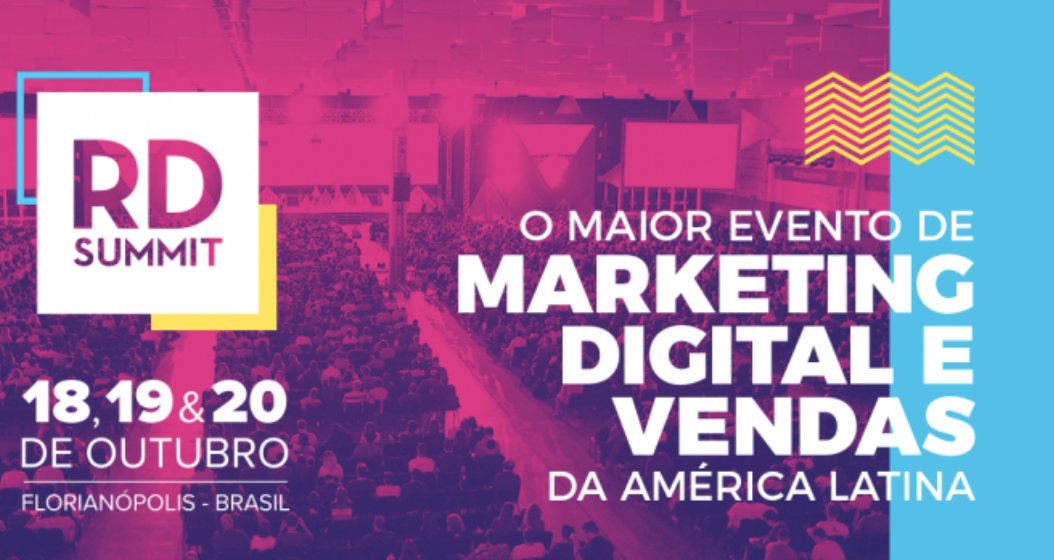 RD
SUMMIT
18, 19 & 20
DE OUTUBRO
FLORIANÓPOLIS - BRASIL
O MAIOR EVENTO DE
MARKETING
DIGITAL E
VENDAS
DA AMÉRICA LATINA